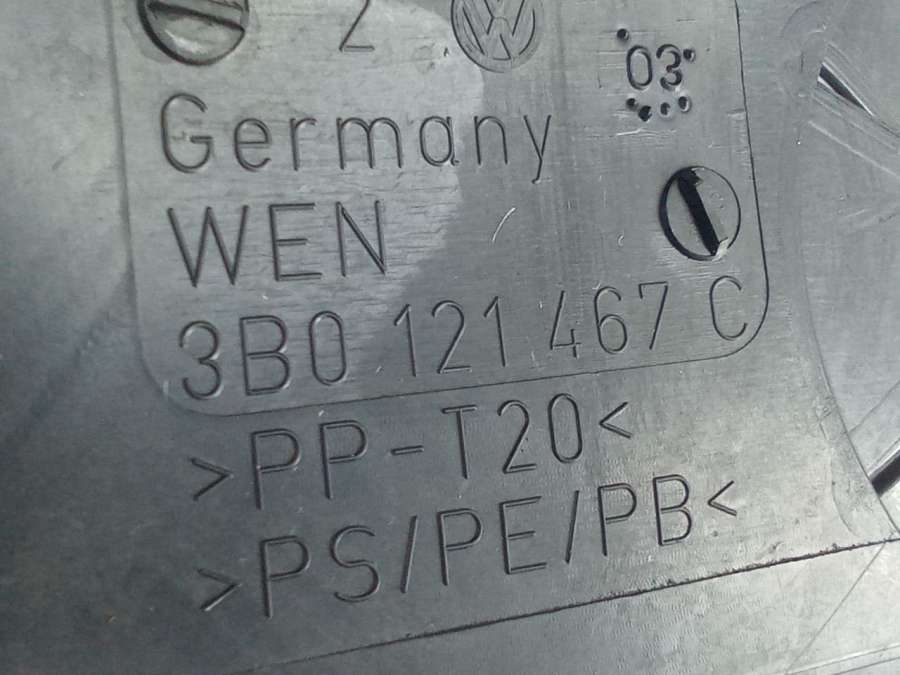 2
03
Germany
WEN
3B0 121 467 C
>PP-T20<
>PS/PE/PB<